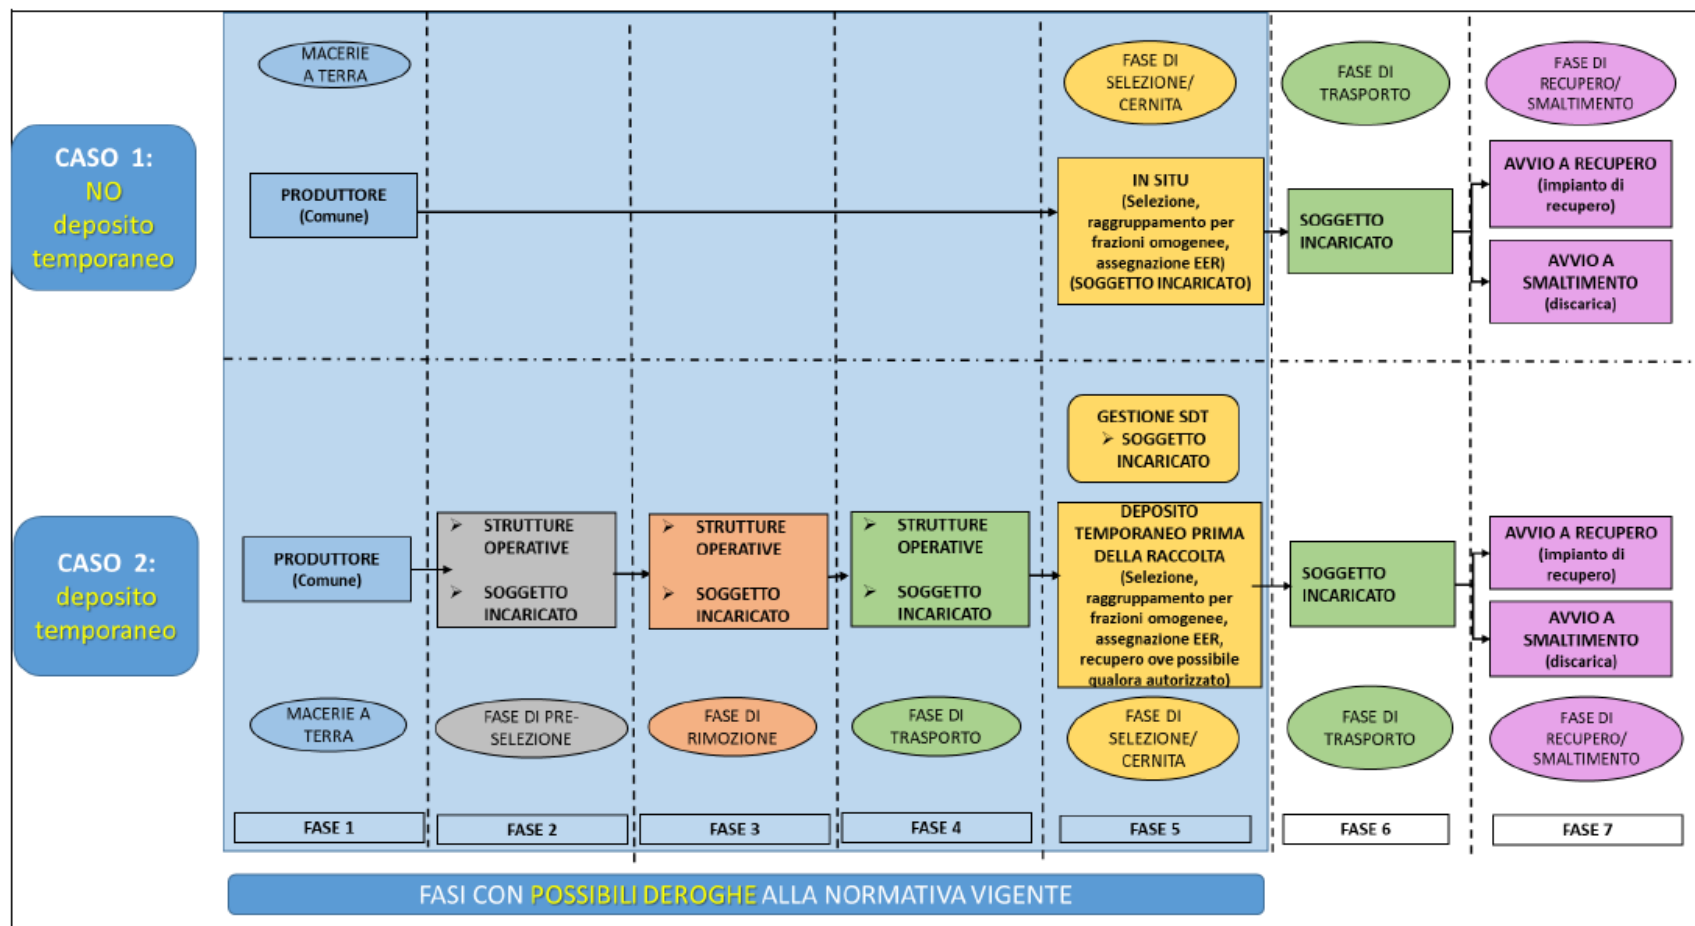 MACERIE
A TERRA
FASE DI
SELEZIONE/
CERNITA
FASE DI
TRASPORTO
FASE DI
RECUPERO/
SMALTIMENTO
CASO 1:
NO
deposito
temporaneo
PRODUTTORE
(Comune)
IN SITU
(Selezione,
raggruppamento per
frazioni omogenee,
assegnazione EER)
(SOGGETTO INCARICATO)
SOGGETTO
INCARICATO
AVVIO A RECUPERO
(impianto di
recupero)
AVVIO A
SMALTIMENTO
(discarica)
GESTIONE SDT
➢ SOGGETTO
INCARICATO
CASO 2:
deposito
temporaneo
PRODUTTORE
(Comune)
➢ STRUTTURE
OPERATIVE
➢ SOGGETTO
INCARICATO
➢ STRUTTURE
OPERATIVE
➢ SOGGETTO
INCARICATO
➢ STRUTTURE
OPERATIVE
➢ SOGGETTO
INCARICATO
DEPOSITO
TEMPORANEO PRIMA
DELLA RACCOLTA
(Selezione,
raggruppamento per
frazioni omogenee,
assegnazione EER,
recupero ove possibile
qualora autorizzato)
SOGGETTO
INCARICATO
AVVIO A RECUPERO
(impianto di
recupero)
AVVIO A
SMALTIMENTO
(discarica)
MACERIE A
TERRA
FASE DI PRE-
SELEZIONE
FASE DI
RIMOZIONE
FASE DI
TRASPORTO
FASE DI
SELEZIONE/
CERNITA
FASE DI
TRASPORTO
FASE DI
RECUPERO/
SMALTIMENTO
FASE 1
FASE 2
FASE 3
FASE 4
FASE 5
FASE 6
FASE 7
FASI CON POSSIBILI DEROGHE ALLA NORMATIVA VIGENTE